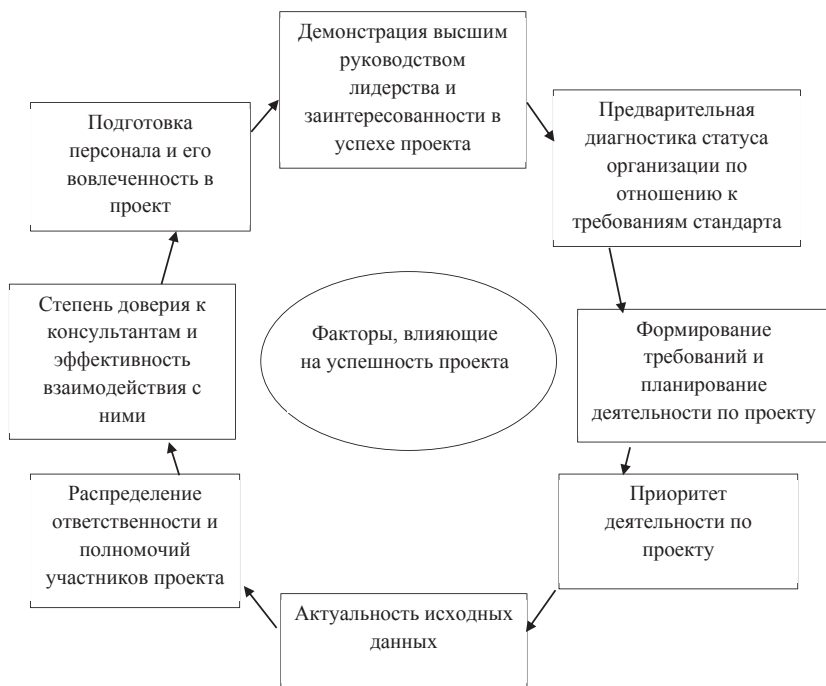 Демонстрация высшим
руководством
лидерства и
заинтересованности в
успехе проекта
Предварительная
диагностика статуса
организации по
отношению к
требованиям стандарта
Формирование
требований и
планирование
деятельности по проекту
Приоритет
деятельности по
проекту
Актуальность исходных
данных
Распределение
ответственности и
полномочий
участников проекта
Степень доверия к
консультантам и
эффективность
взаимодействия с
ними
Подготовка
персонала и его
вовлеченность в
проект
Факторы, влияющие
на успешность проекта